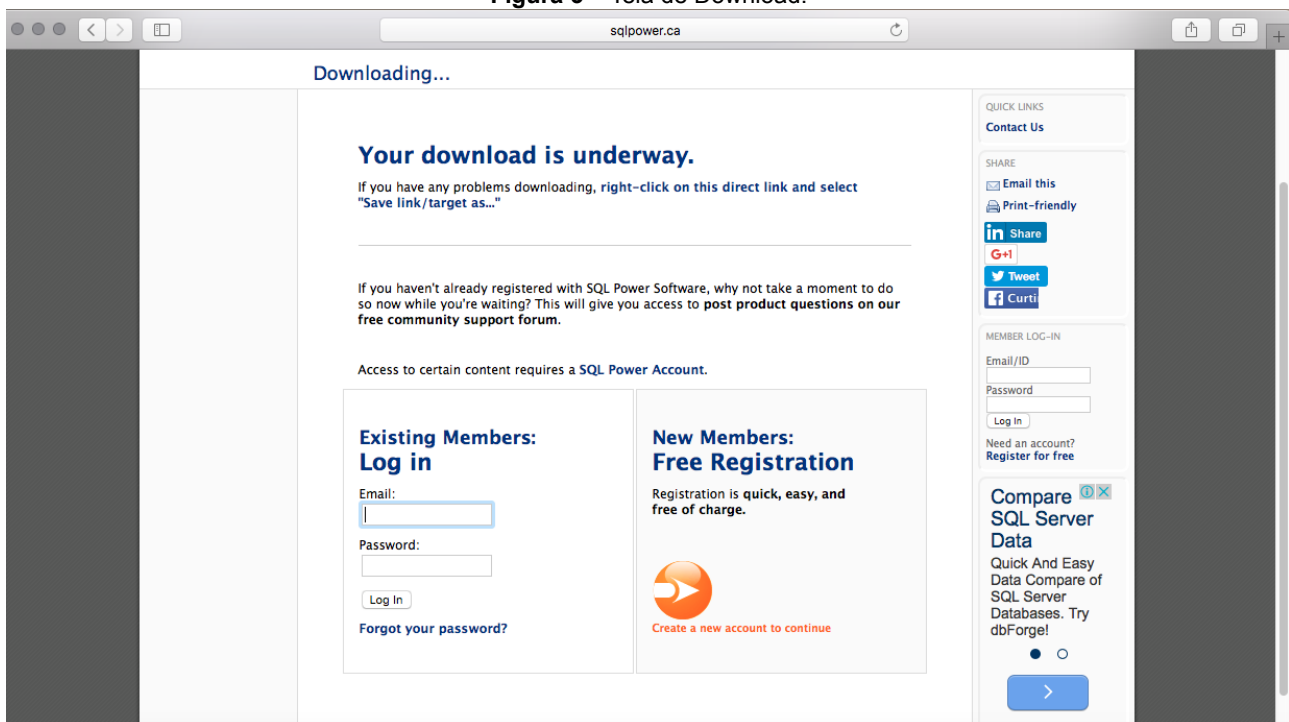 Tela de Download.
sqlpower.ca
Downloading...
Your download is underway.
If you have any problems downloading, right-click on this direct link and select
"Save link/target as..."
If you haven't already registered with SQL Power Software, why not take a moment to do
so now while you're waiting? This will give you access to post product questions on our
free community support forum.
Access to certain content requires a SQL Power Account.
Existing Members:
Log in
Email:
Password:
Log In
Forgot your password?
New Members:
Free Registration
Registration is quick, easy, and
free of charge.
Create a new account to continue
QUICK LINKS
Contact Us
SHARE
Email this
Print-friendly
in Share
G+1
Tweet
f Curti
MEMBER LOG-IN
Email/ID
Password
Log In
Need an account?
Register for free
Compare
SQL Server
Data
Quick And Easy
Data Compare of
SQL Server
Databases. Try
dbForge!